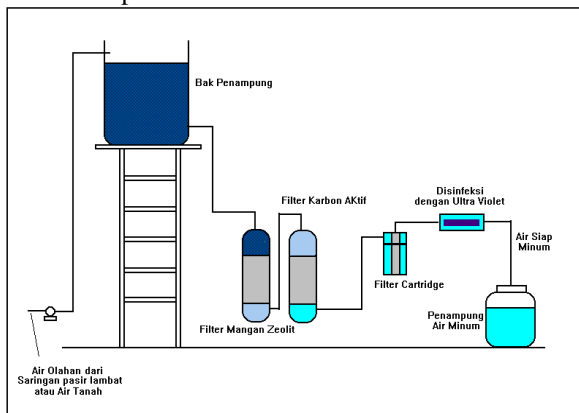 Bak Penampung
Filter Karbon AKtif
Disinfeksi
dengan Ultra Violet
Air Siap
Minum
Filter Cartridge
Penampung
Air Minum
Filter Mangan Zeolit
Air Olahan dari
Saringan pasir lambat
atau Air Tanah